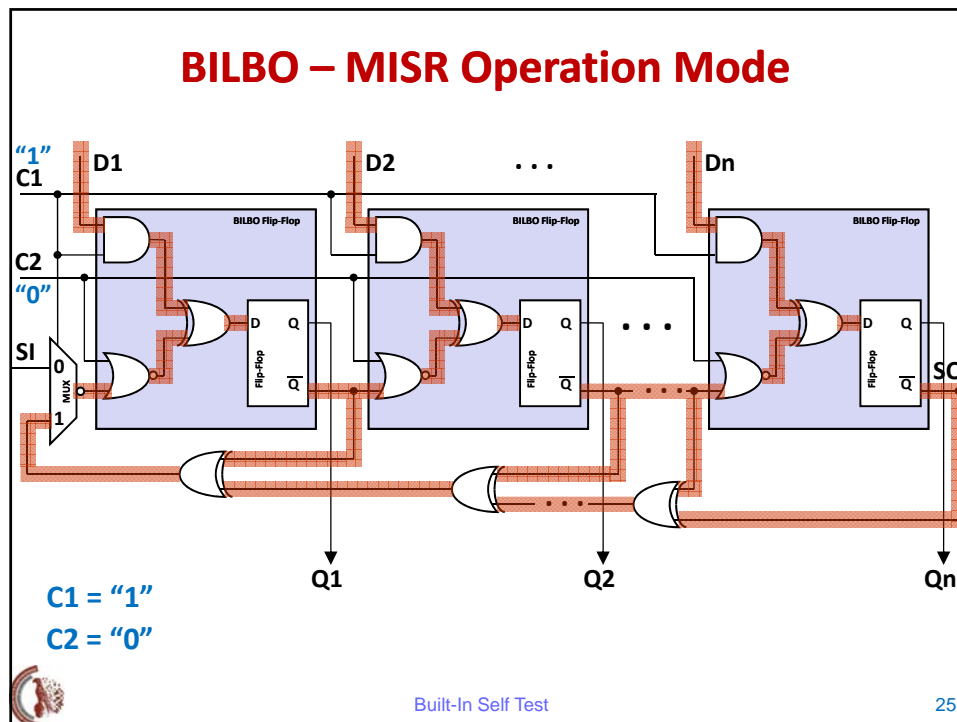 BILBO – MISR Operation Mode
"1" D1 D2 . . . Dn
C1
BILBO Flip-Flop BILBO Flip-Flop BILBO Flip-Flop
C2
"0"
D Q D Q . . . . D Q
SI
0
MUX
1
Flip-Flop Flip-Flop Flip-Flop
Q Q Q SO
Q1 Q2 Qn
C1 = "1"
C2 = "0"
Built-In Self Test 25